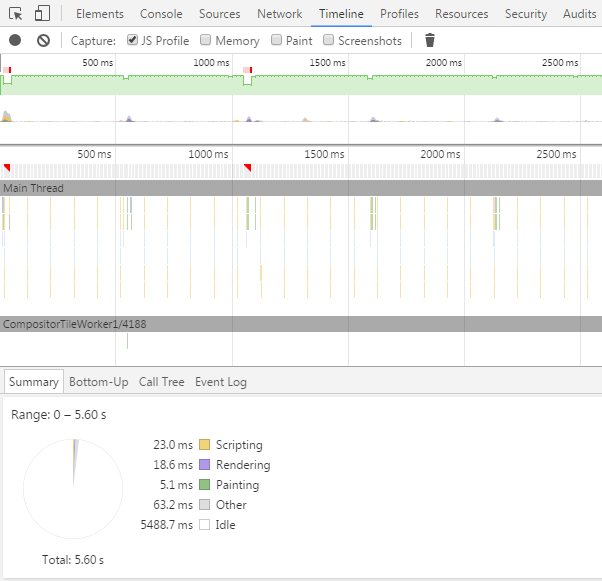 Elements Console Sources Network Timeline Profiles Resources Security Audits
Capture: JS Profile Memory Paint Screenshots
500 ms 1000 ms 1500 ms 2000 ms 2500 ms
500 ms 1000 ms 1500 ms 2000 ms 2500 ms
Main Thread
CompositorTileWorker1/4188
Summary Bottom-Up Call Tree Event Log
Range: 0 – 5.60 s
23.0 ms Scripting
18.6 ms Rendering
5.1 ms Painting
63.2 ms Other
5488.7 ms Idle
Total: 5.60 s